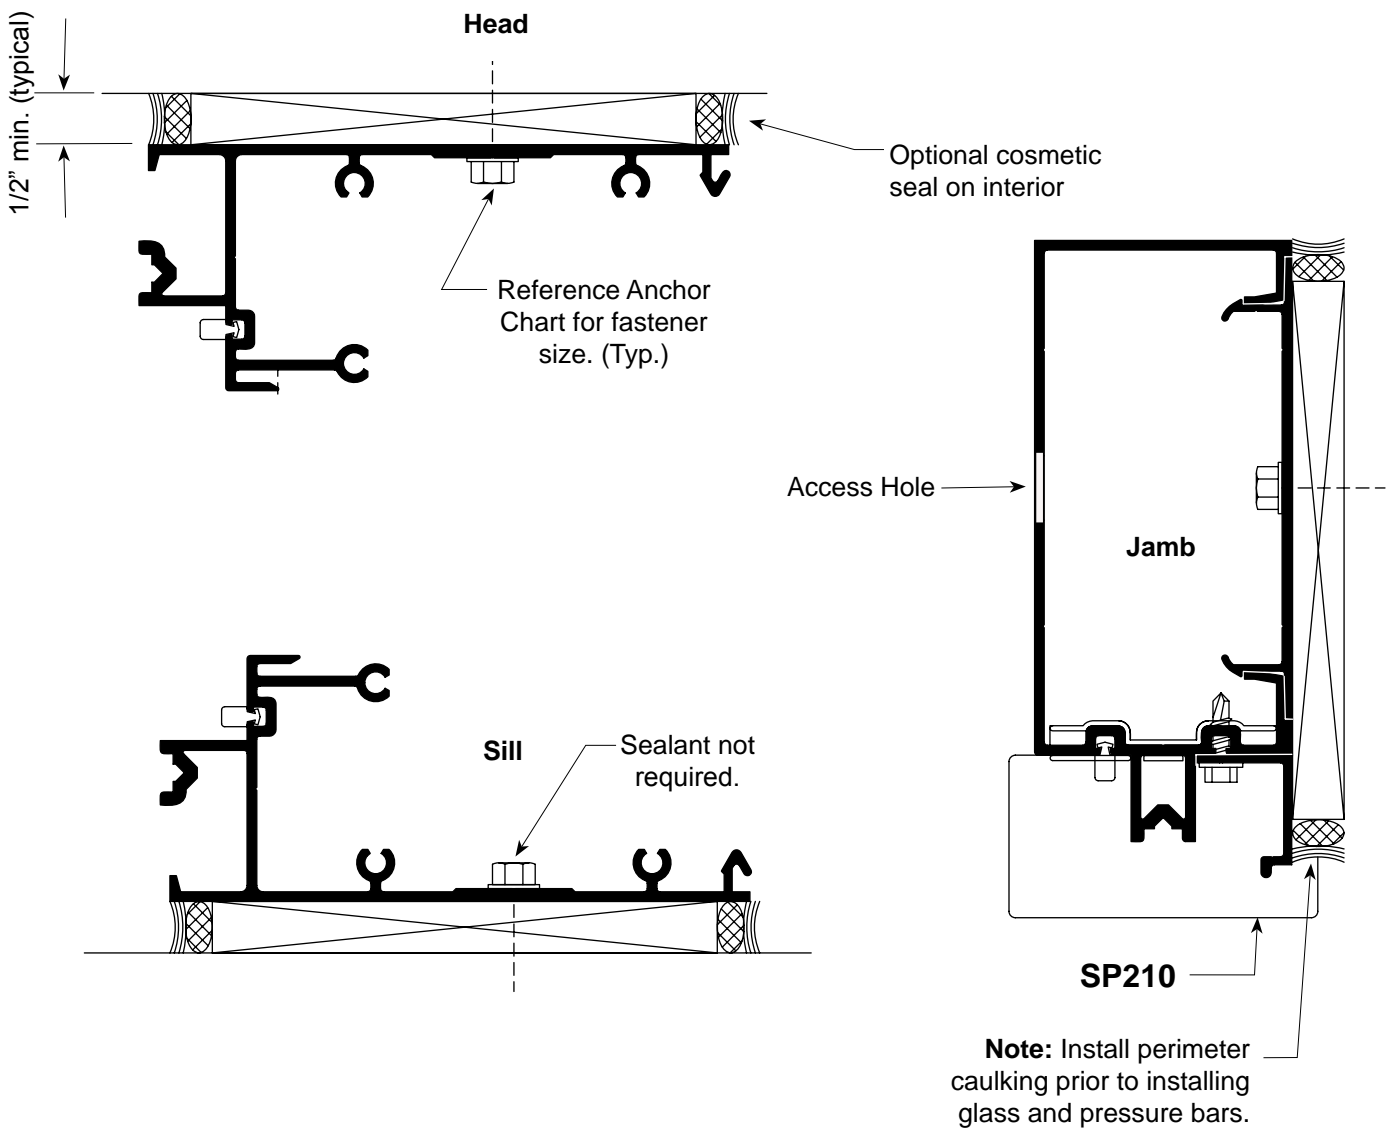 Head
1/2” min. (typical)
Optional cosmetic
seal on interior
Reference Anchor
Chart for fastener
size. (Typ.)
Access Hole
Jamb
Sill
Sealant not
required.
SP210
Note: Install perimeter
caulking prior to installing
glass and pressure bars.